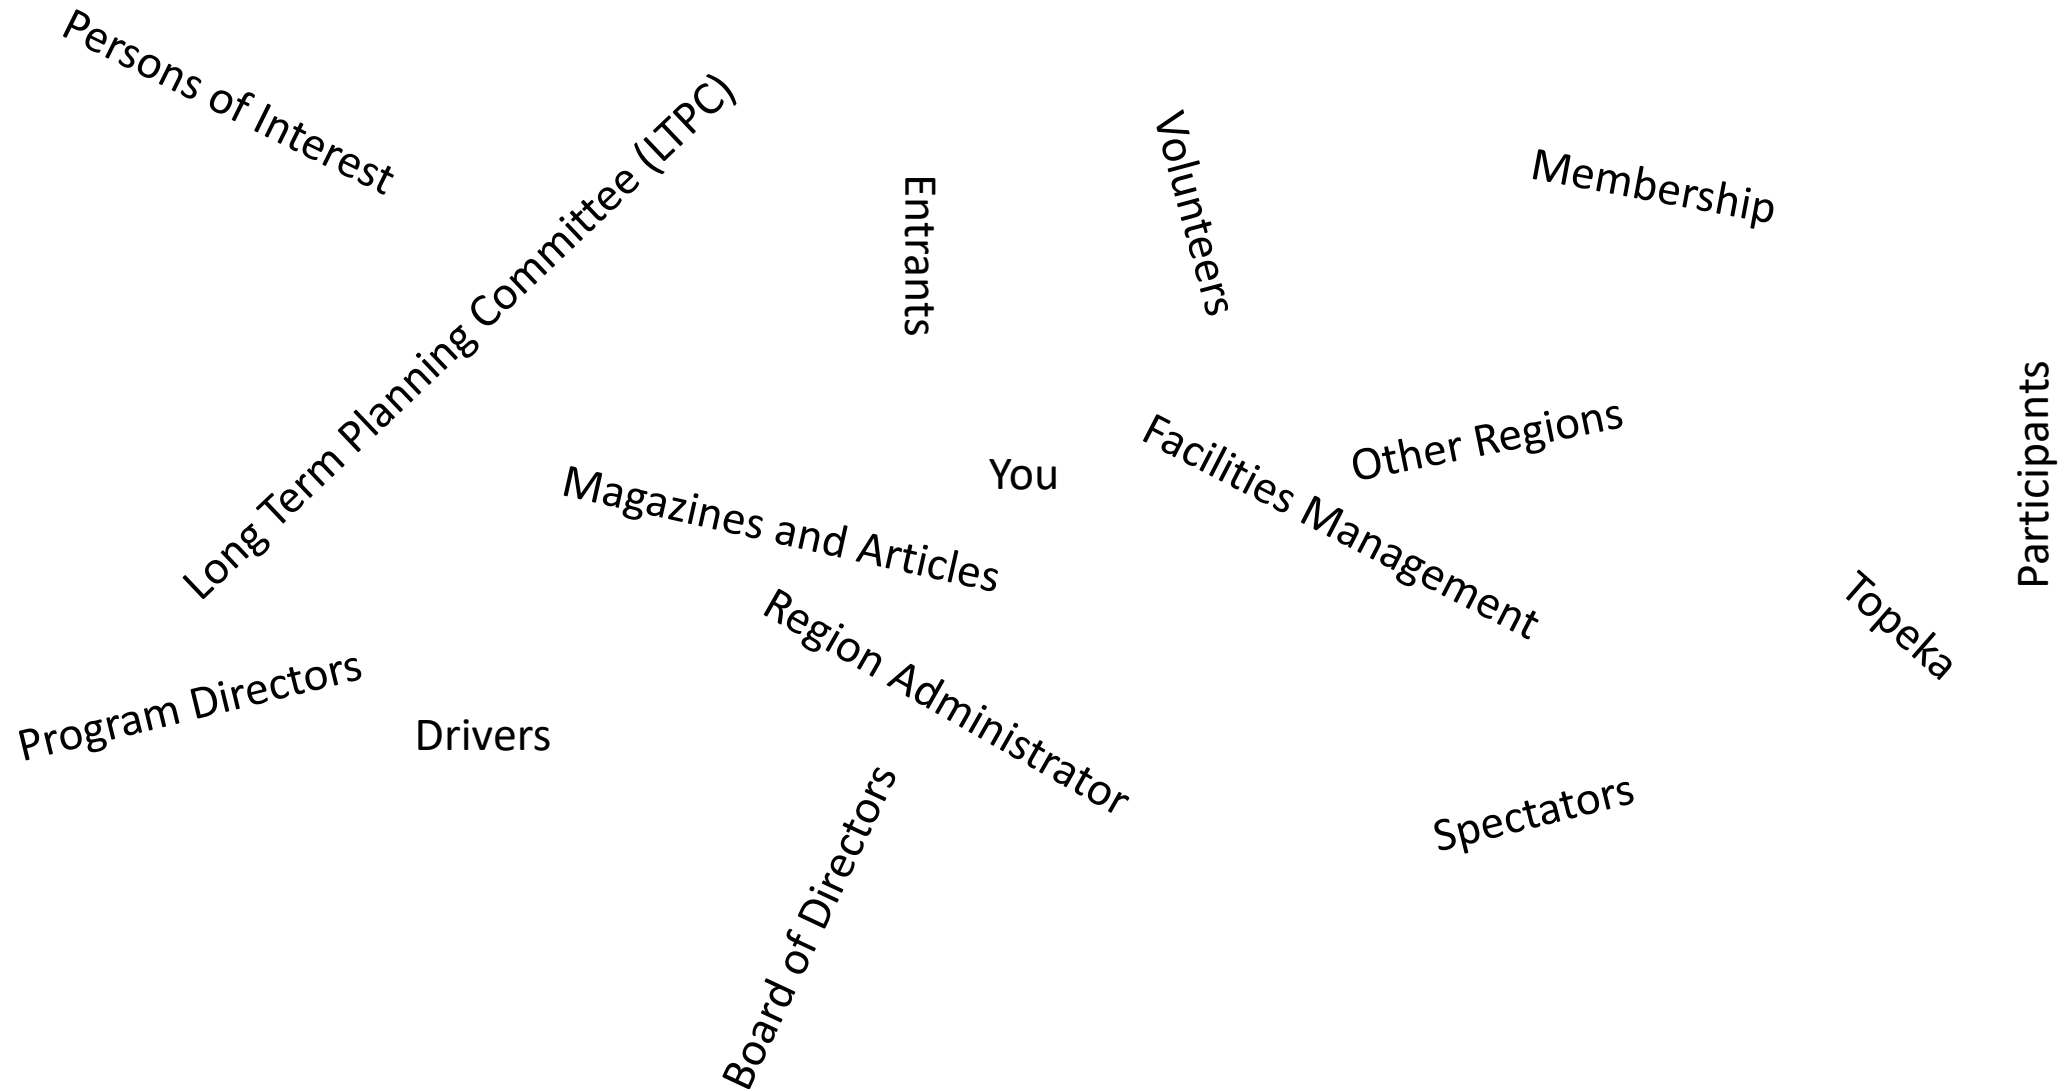 Persons of Interest
Long Term Planning Committee (LTPC)
Entrants
Volunteers
Membership
Participants
Other Regions
Facilities Management
You
Magazines and Articles
Topeka
Region Administrator
Program Directors
Drivers
Spectators
Board of Directors